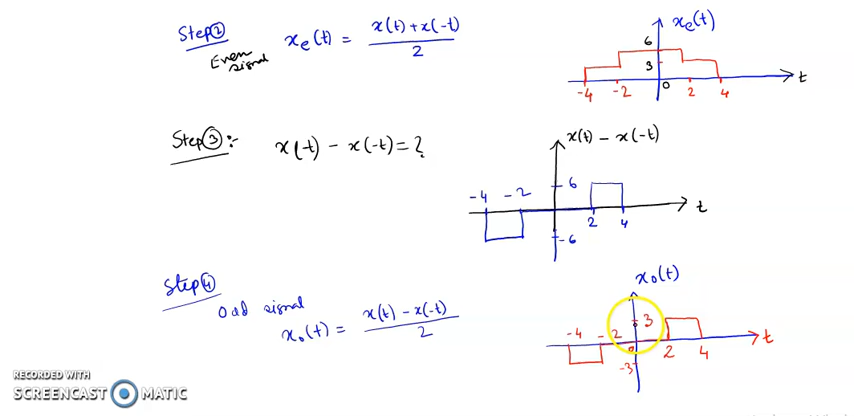 Step② xe(t) = x(t)+x(-t)
2
Even
signal
xe(t)
6
3
-4 -2 0 2 4 t
Step③:- x(-t) - x(-t) = ?
x(t) - x(-t)
6
-4 -2
2 4 t
-6
Step④
Odd signal
xo(t) = x(t) - x(-t)
2
xo(t)
3
-4 -2 0 2 4 t
-3
RECORDED WITH
SCREENCAST MATIC